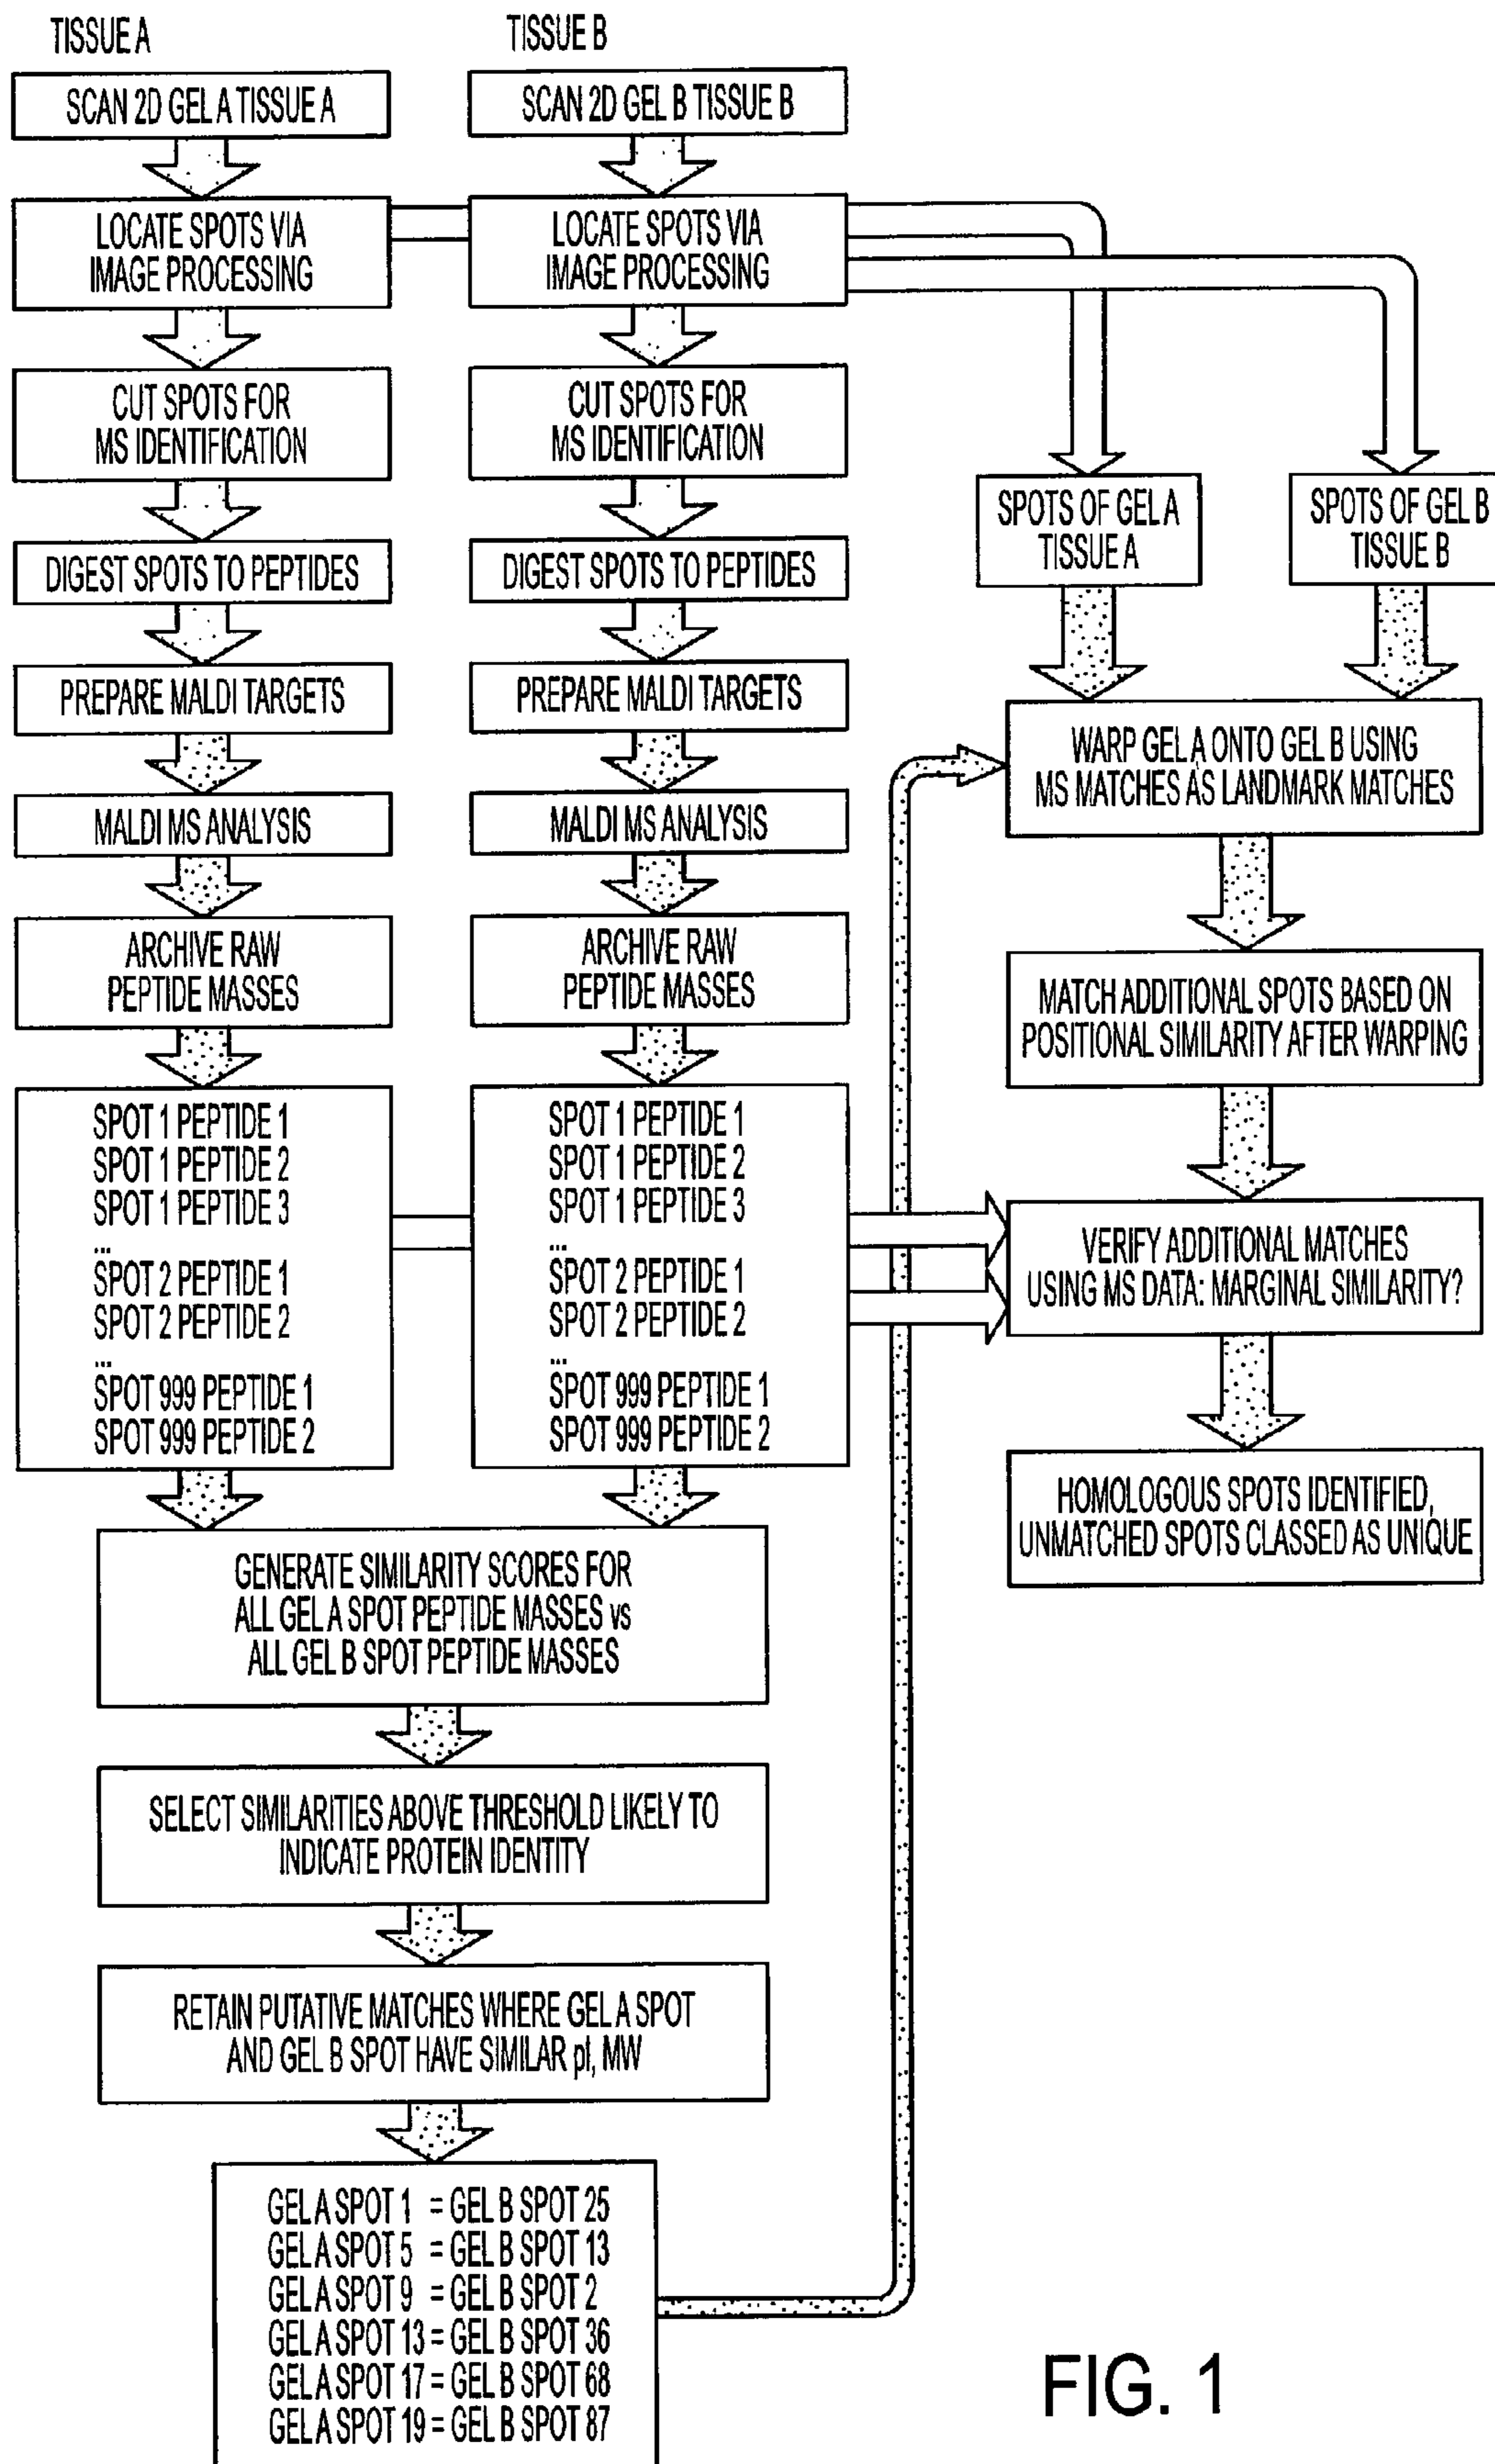 TISSUE A
SCAN 2D GEL A TISSUE A
LOCATE SPOTS VIA
IMAGE PROCESSING
CUT SPOTS FOR
MS IDENTIFICATION
DIGEST SPOTS TO PEPTIDES
PREPARE MALDI TARGETS
MALDI MS ANALYSIS
ARCHIVE RAW
PEPTIDE MASSES
SPOT 1 PEPTIDE 1
SPOT 1 PEPTIDE 2
SPOT 1 PEPTIDE 3
...
SPOT 2 PEPTIDE 1
SPOT 2 PEPTIDE 2
...
SPOT 999 PEPTIDE 1
SPOT 999 PEPTIDE 2
TISSUE B
SCAN 2D GEL B TISSUE B
LOCATE SPOTS VIA
IMAGE PROCESSING
CUT SPOTS FOR
MS IDENTIFICATION
DIGEST SPOTS TO PEPTIDES
PREPARE MALDI TARGETS
MALDI MS ANALYSIS
ARCHIVE RAW
PEPTIDE MASSES
SPOT 1 PEPTIDE 1
SPOT 1 PEPTIDE 2
SPOT 1 PEPTIDE 3
...
SPOT 2 PEPTIDE 1
SPOT 2 PEPTIDE 2
...
SPOT 999 PEPTIDE 1
SPOT 999 PEPTIDE 2
GENERATE SIMILARITY SCORES FOR
ALL GEL A SPOT PEPTIDE MASSES vs
ALL GEL B SPOT PEPTIDE MASSES
SELECT SIMILARITIES ABOVE THRESHOLD LIKELY TO
INDICATE PROTEIN IDENTITY
RETAIN PUTATIVE MATCHES WHERE GEL A SPOT
AND GEL B SPOT HAVE SIMILAR pI, MW
GEL A SPOT 1 = GEL B SPOT 25
GEL A SPOT 5 = GEL B SPOT 13
GEL A SPOT 9 = GEL B SPOT 2
GEL A SPOT 13 = GEL B SPOT 36
GEL A SPOT 17 = GEL B SPOT 68
GEL A SPOT 19 = GEL B SPOT 87
SPOTS OF GEL A
TISSUE A
SPOTS OF GEL B
TISSUE B
WARP GEL A ONTO GEL B USING
MS MATCHES AS LANDMARK MATCHES
MATCH ADDITIONAL SPOTS BASED ON
POSITIONAL SIMILARITY AFTER WARPING
VERIFY ADDITIONAL MATCHES
USING MS DATA: MARGINAL SIMILARITY?
HOMOLOGOUS SPOTS IDENTIFIED,
UNMATCHED SPOTS CLASSED AS UNIQUE
FIG. 1